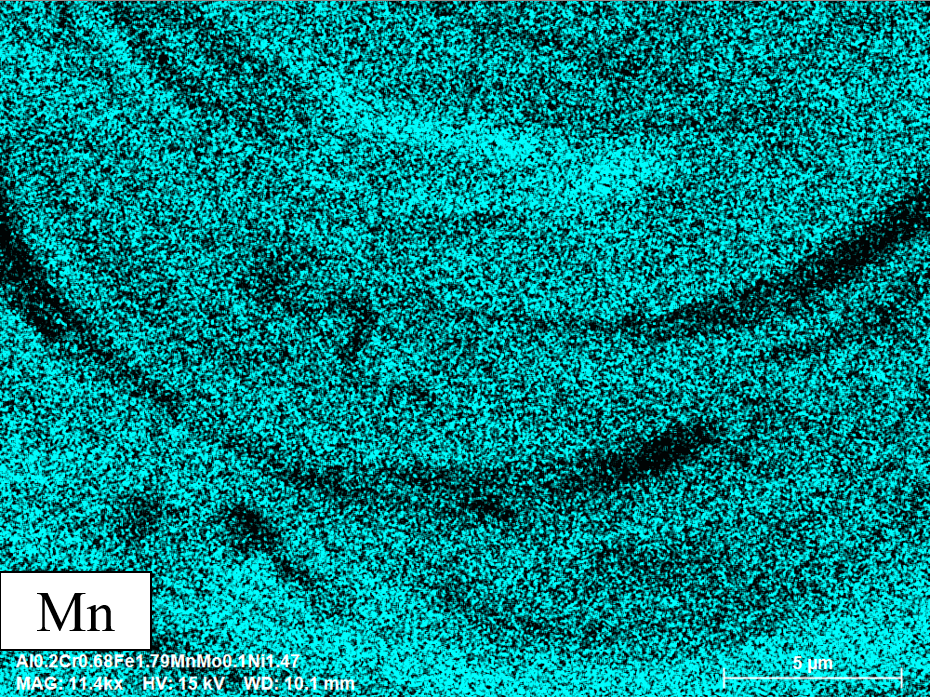 Mn
Al0.2Cr0.68Fe1.79MnMo0.1Ni1.47
MAG: 11.4kx HV: 15 kV WD: 10.1 mm
5 µm